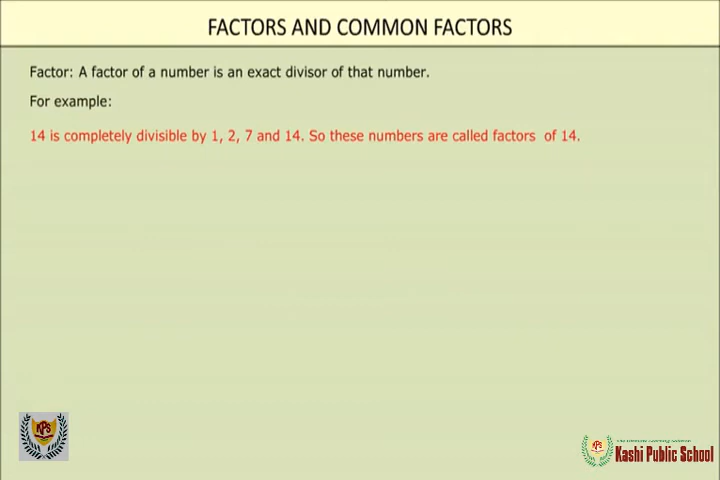 FACTORS AND COMMON FACTORS
Factor: A factor of a number is an exact divisor of that number.
For example:
14 is completely divisible by 1, 2, 7 and 14. So these numbers are called factors of 14.
KPS
Kashi Public School